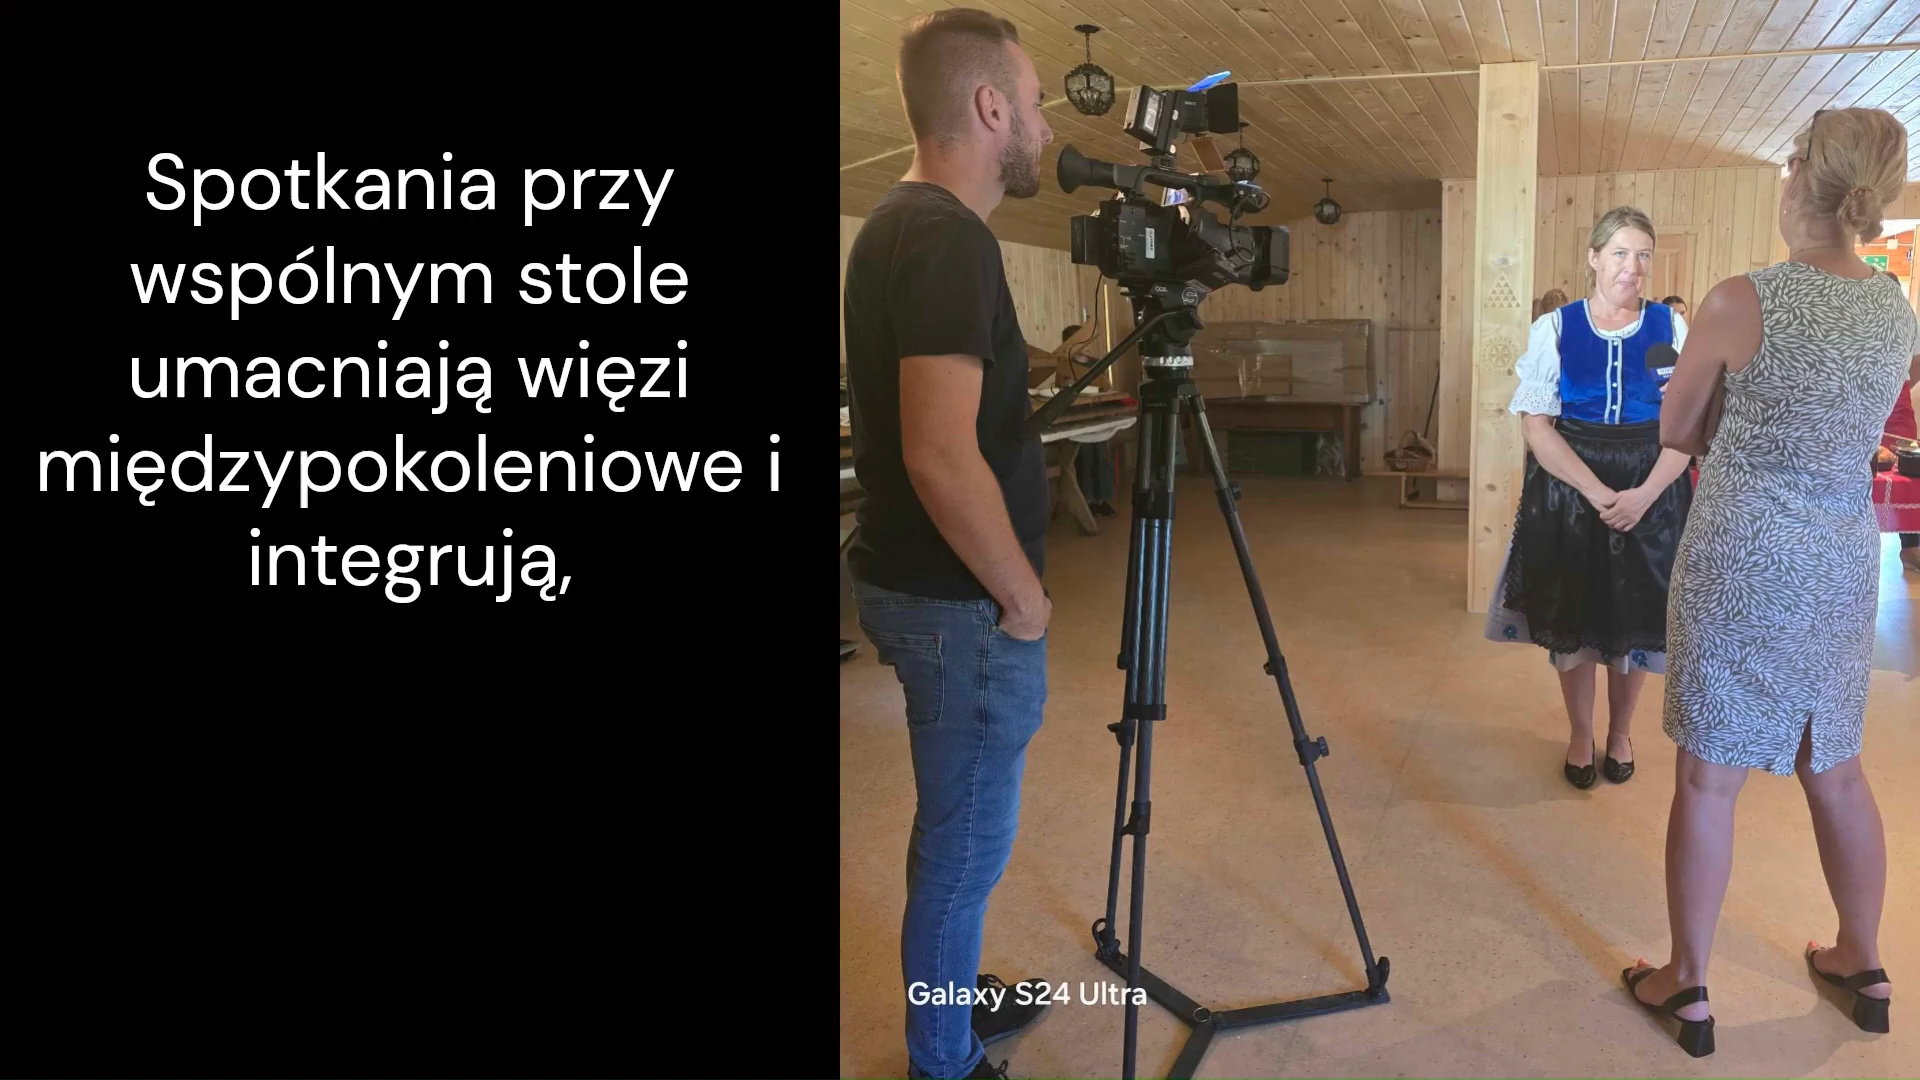 Spotkania przy
wspólnym stole
umacniają więzi
międzypokoleniowe i
integrują,
Galaxy S24 Ultra